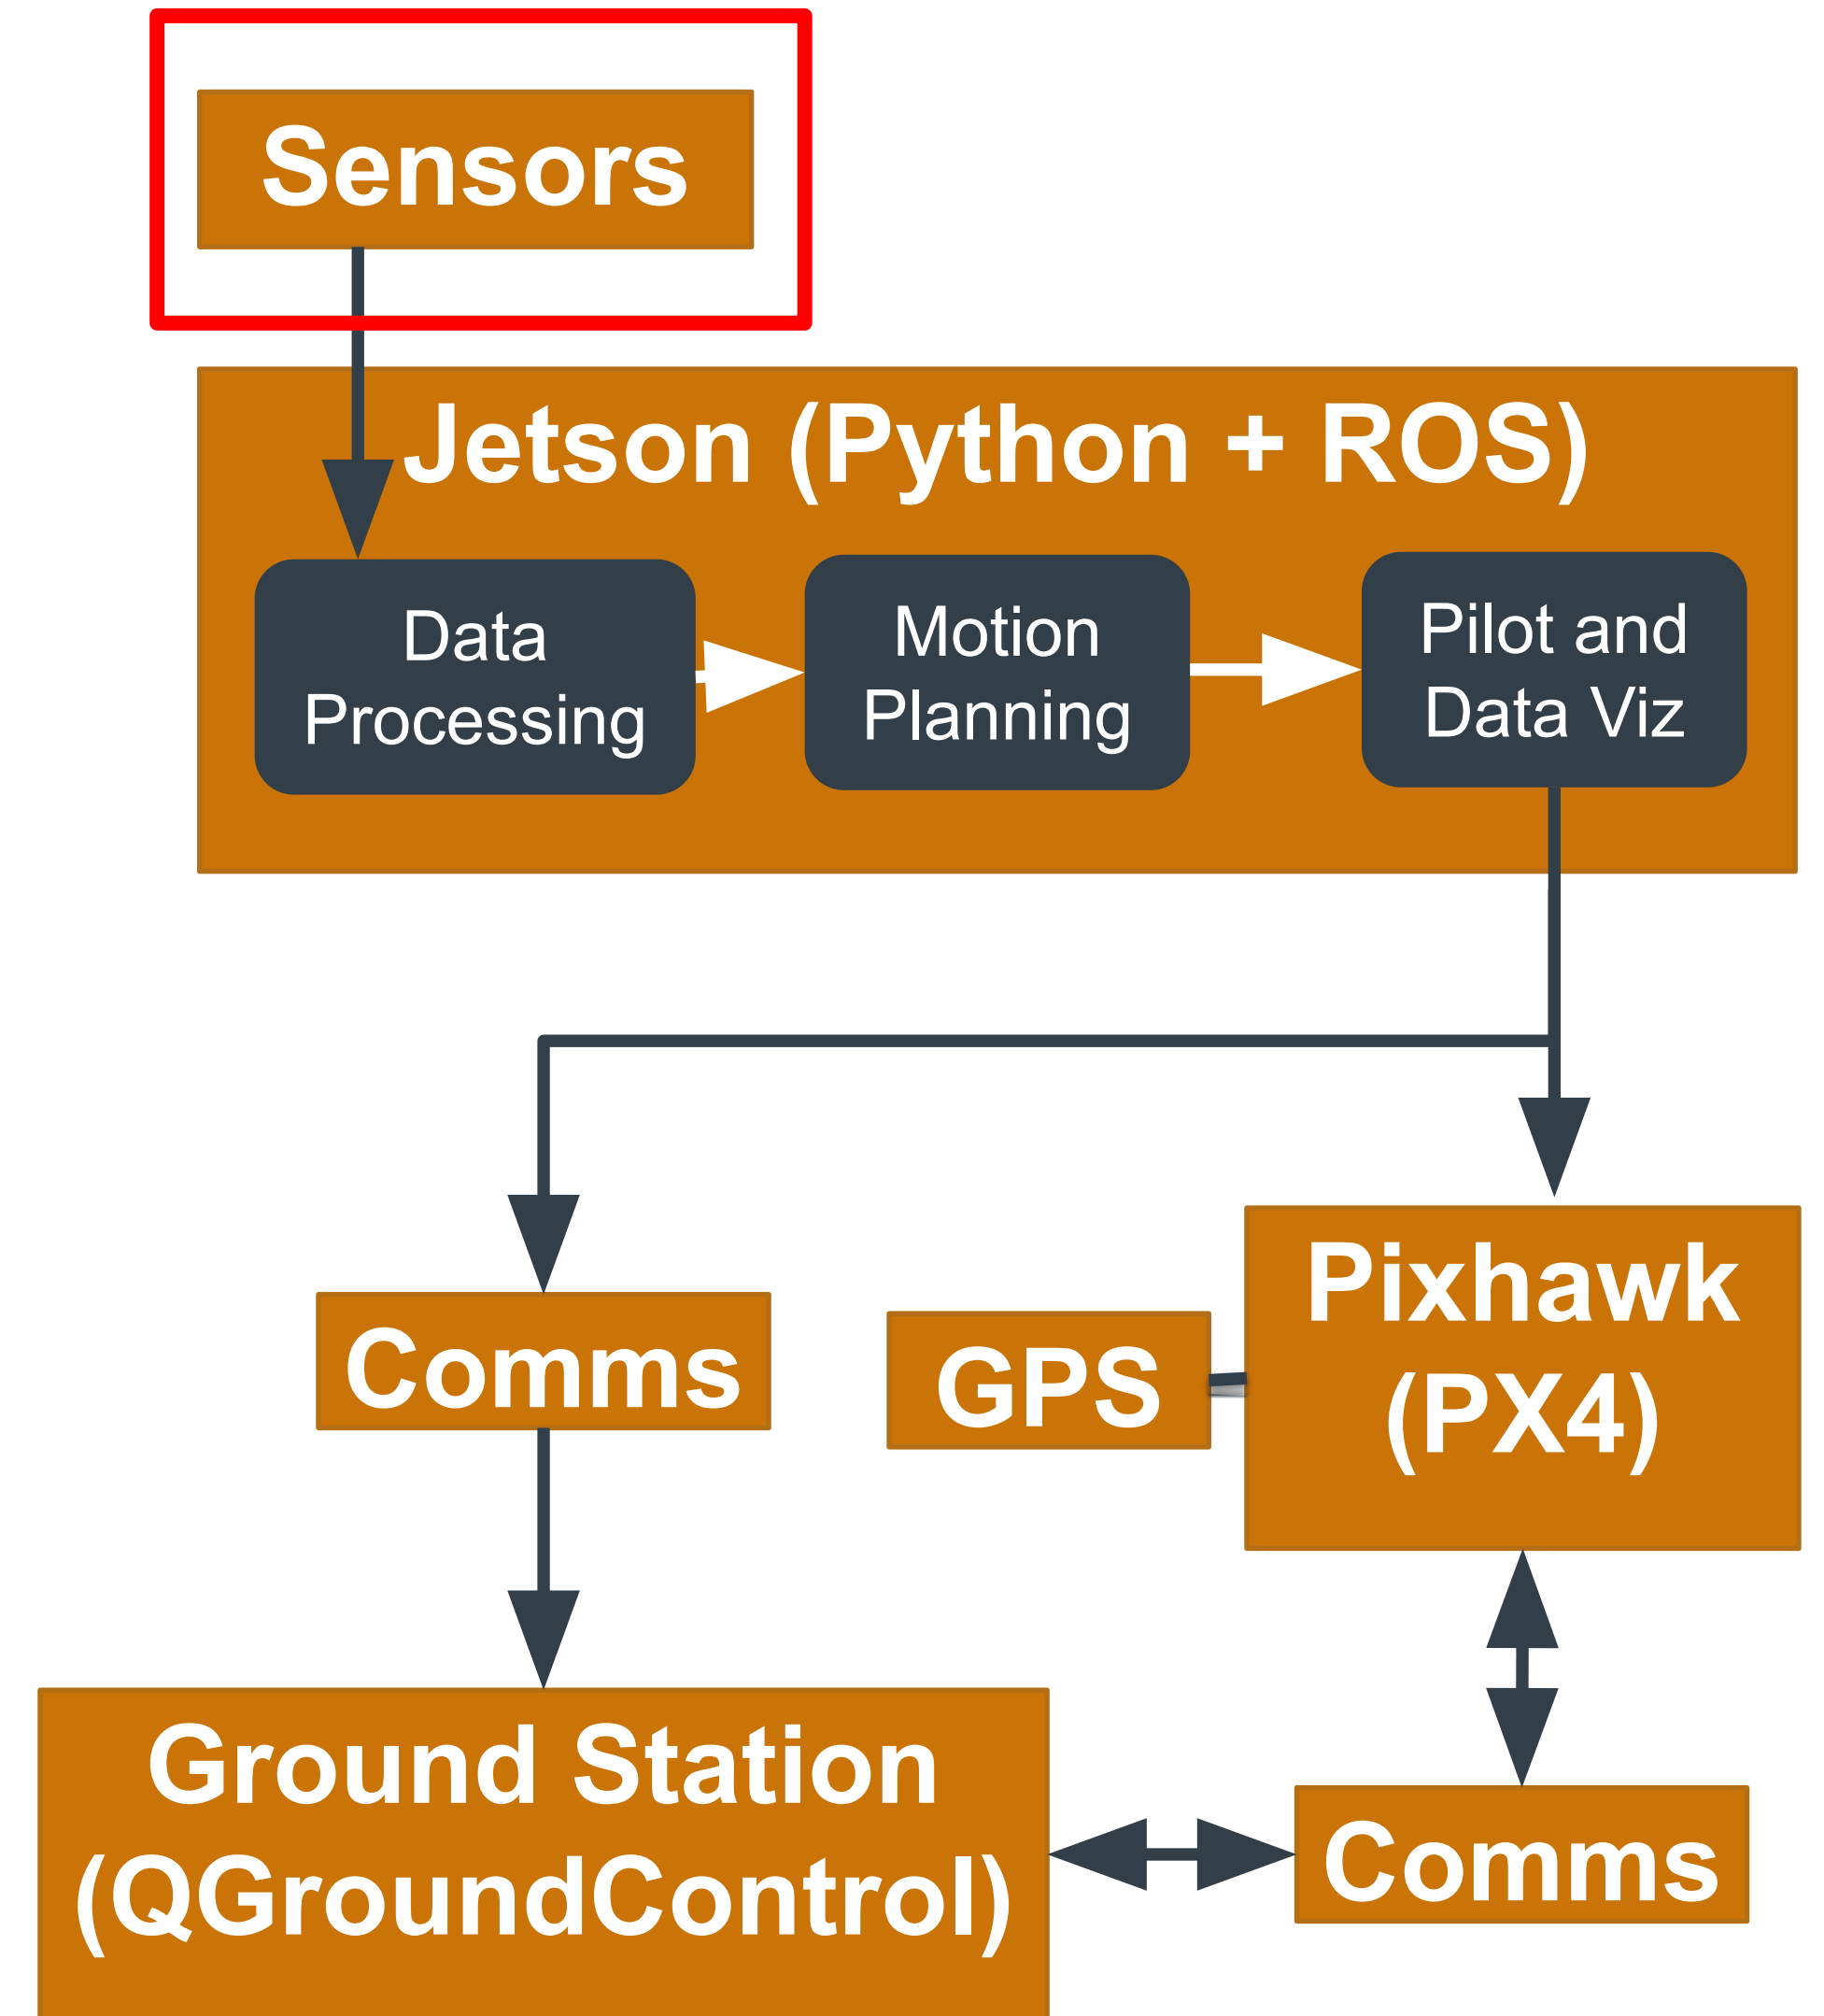 Sensors
Jetson (Python + ROS)
Data
Processing
Motion
Planning
Pilot and
Data Viz
Comms
GPS
Pixhawk
(PX4)
Ground Station
(QGroundControl)
Comms